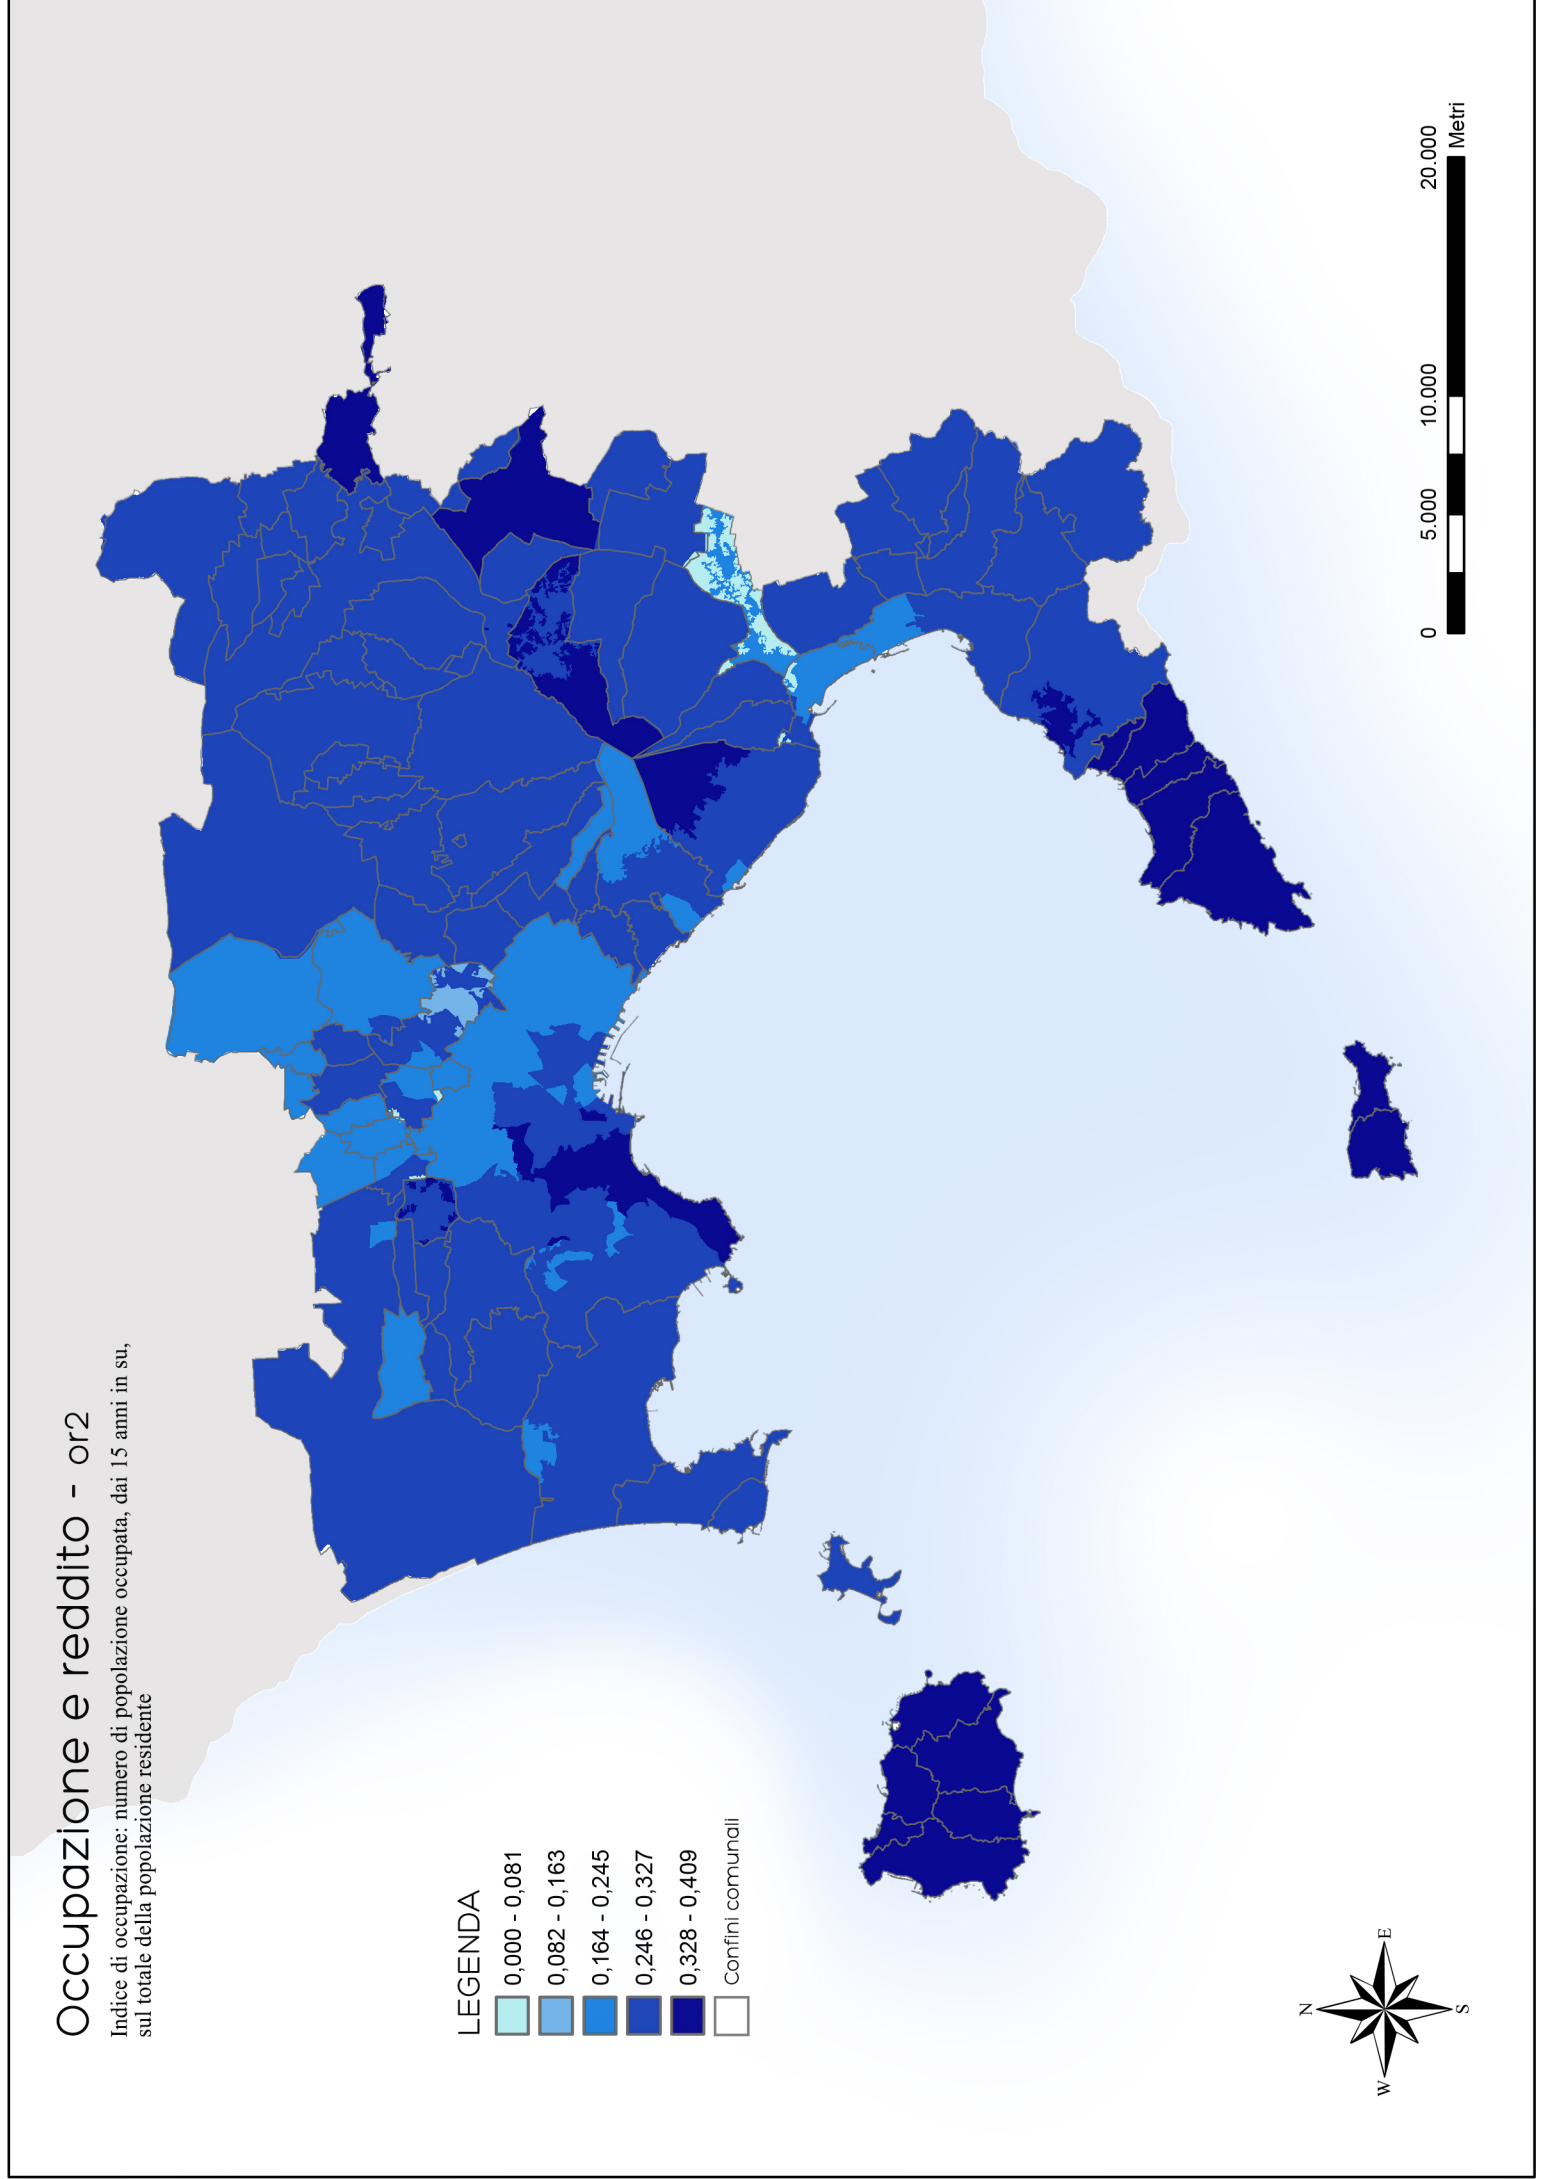 Occupazione e reddito - or2
Indice di occupazione: numero di popolazione occupata, dai 15 anni in su,
sul totale della popolazione residente
LEGENDA
0,000 - 0,081
0,082 - 0,163
0,164 - 0,245
0,246 - 0,327
0,328 - 0,409
Confini comunali
N
W
E
S
0 5.000 10.000 20.000
Metri